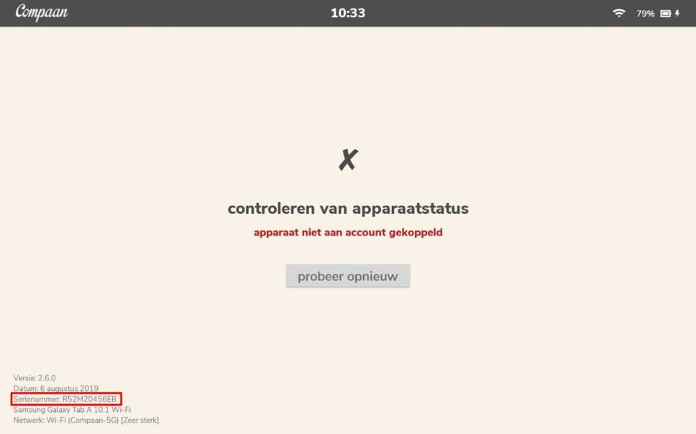 Compaan 10:33 79%
controleren van apparaatstatus
apparaat niet aan account gekoppeld
probeer opnieuw
Versie: 2.6.0
Datum: 6 augustus 2019
Serienummer: R52M20456EB
Samsung Galaxy Tab A 10.1 Wi-Fi
Netwerk: Wi-Fi (Compaan-5G) [Zeer sterk]